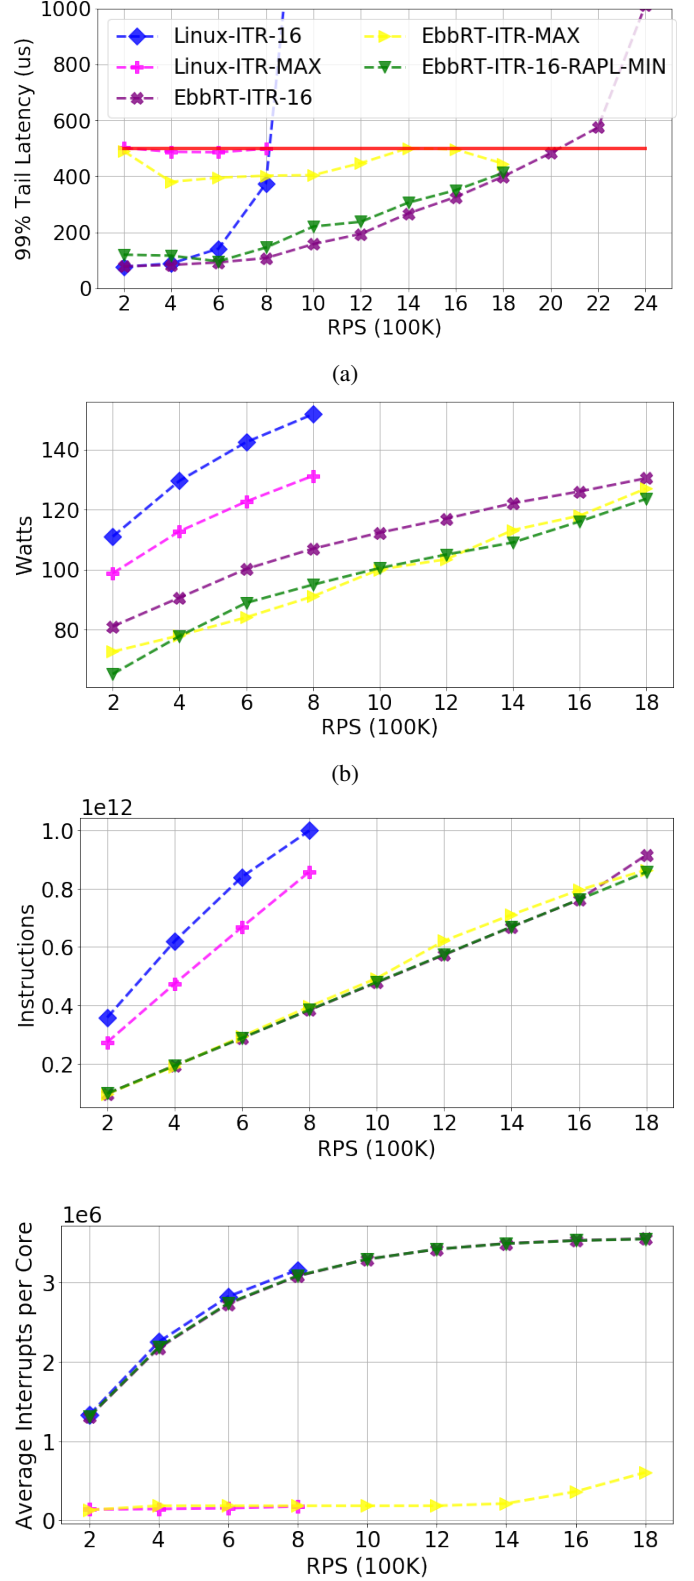 1000
800
600
400
200
0
99% Tail Latency (us)
Linux-ITR-16
Linux-ITR-MAX
EbbRT-ITR-16
EbbRT-ITR-MAX
EbbRT-ITR-16-RAPL-MIN
2 4 6 8 10 12 14 16 18 20 22 24
RPS (100K)
(a)
140
120
100
80
Watts
2 4 6 8 10 12 14 16 18
RPS (100K)
(b)
1e12
1.0
0.8
0.6
0.4
0.2
Instructions
2 4 6 8 10 12 14 16 18
RPS (100K)
1e6
3
2
1
0
Average Interrupts per Core
2 4 6 8 10 12 14 16 18
RPS (100K)